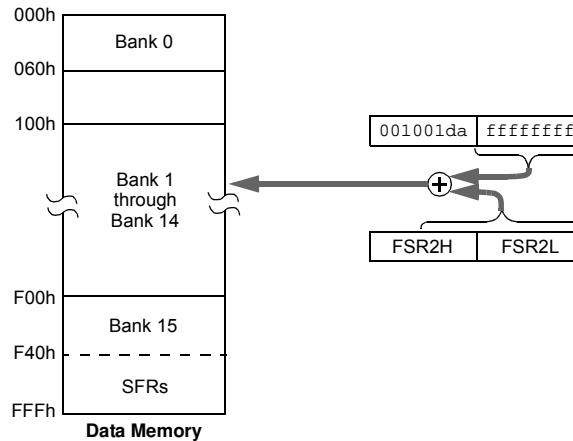 000h
Bank 0
060h
100h
001001da ffffffff
Bank 1
through
Bank 14
FSR2H FSR2L
F00h
Bank 15
F40h
SFRs
FFFh
Data Memory